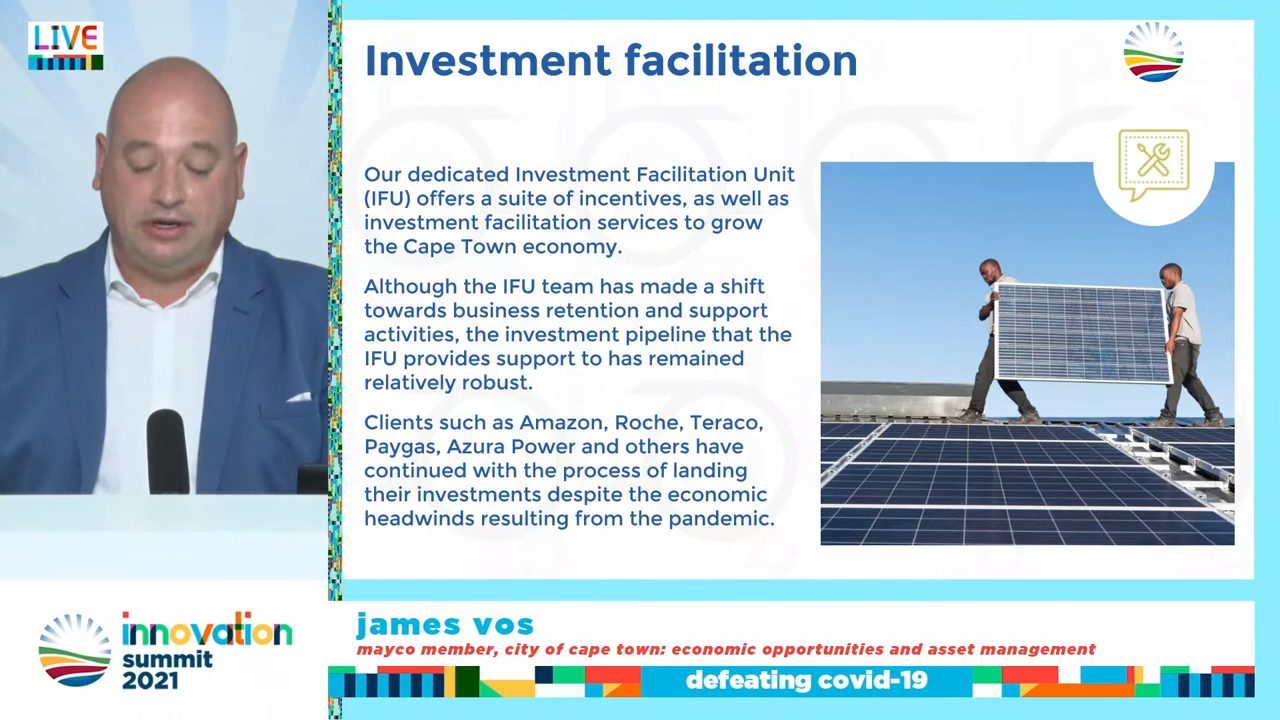 LIVE
Investment facilitation
Our dedicated Investment Facilitation Unit
(IFU) offers a suite of incentives, as well as
investment facilitation services to grow
the Cape Town economy.
Although the IFU team has made a shift
towards business retention and support
activities, the investment pipeline that the
IFU provides support to has remained
relatively robust.
Clients such as Amazon, Roche, Teraco,
Paygas, Azura Power and others have
continued with the process of landing
their investments despite the economic
headwinds resulting from the pandemic.
innovation
summit
2021
james vos
mayco member, city of cape town: economic opportunities and asset management
defeating covid-19